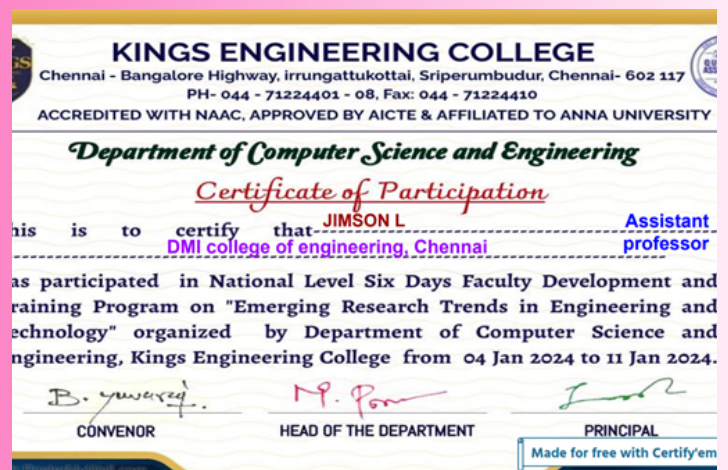 KINGS ENGINEERING COLLEGE
Chennai - Bangalore Highway, irrungattukottai, Sriperumbudur, Chennai- 602 117
PH- 044 - 71224401 - 08, Fax: 044 - 71224410
ACCREDITED WITH NAAC, APPROVED BY AICTE & AFFILIATED TO ANNA UNIVERSITY
Department of Computer Science and Engineering
Certificate of Participation
his is to certify that JIMSON L Assistant
DMI college of engineering, Chennai professor
as participated in National Level Six Days Faculty Development and
raining Program on "Emerging Research Trends in Engineering and
echnology" organized by Department of Computer Science and
ngineering, Kings Engineering College from 04 Jan 2024 to 11 Jan 2024.
CONVENOR HEAD OF THE DEPARTMENT PRINCIPAL
Made for free with Certify'em